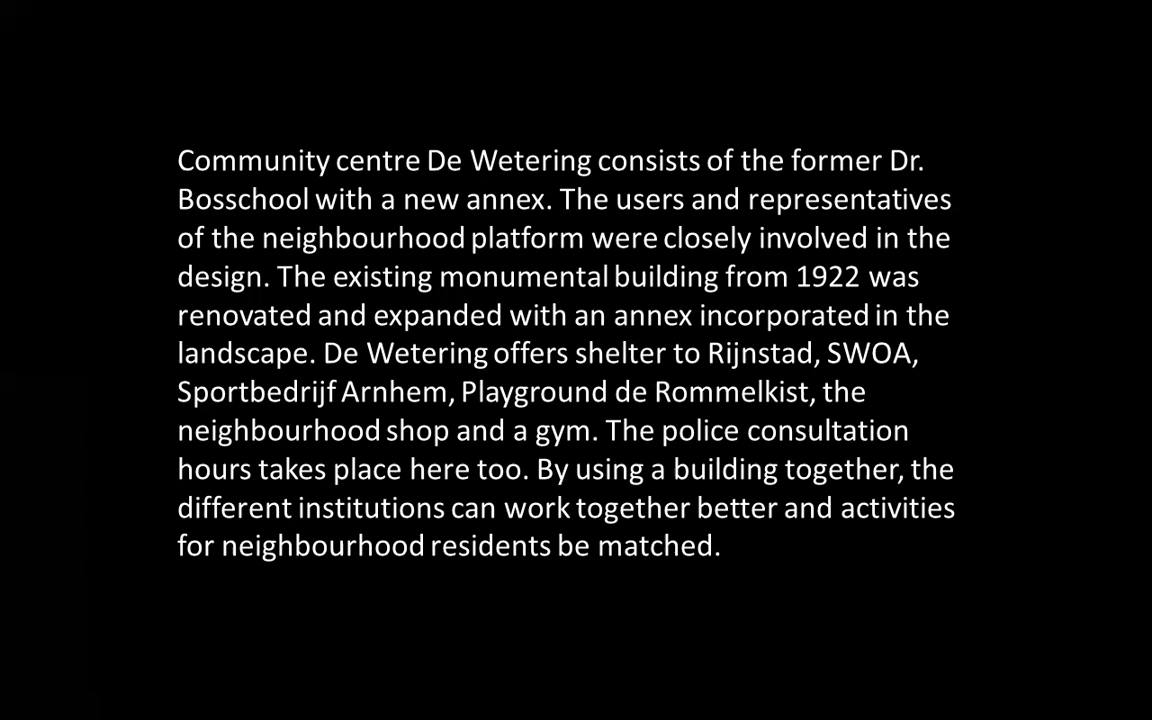 Community centre De Wetering consists of the former Dr.
Bosschool with a new annex. The users and representatives
of the neighbourhood platform were closely involved in the
design. The existing monumental building from 1922 was
renovated and expanded with an annex incorporated in the
landscape. De Wetering offers shelter to Rijnstad, SWOA,
Sportbedrijf Arnhem, Playground de Rommelkist, the
neighbourhood shop and a gym. The police consultation
hours takes place here too. By using a building together, the
different institutions can work together better and activities
for neighbourhood residents be matched.